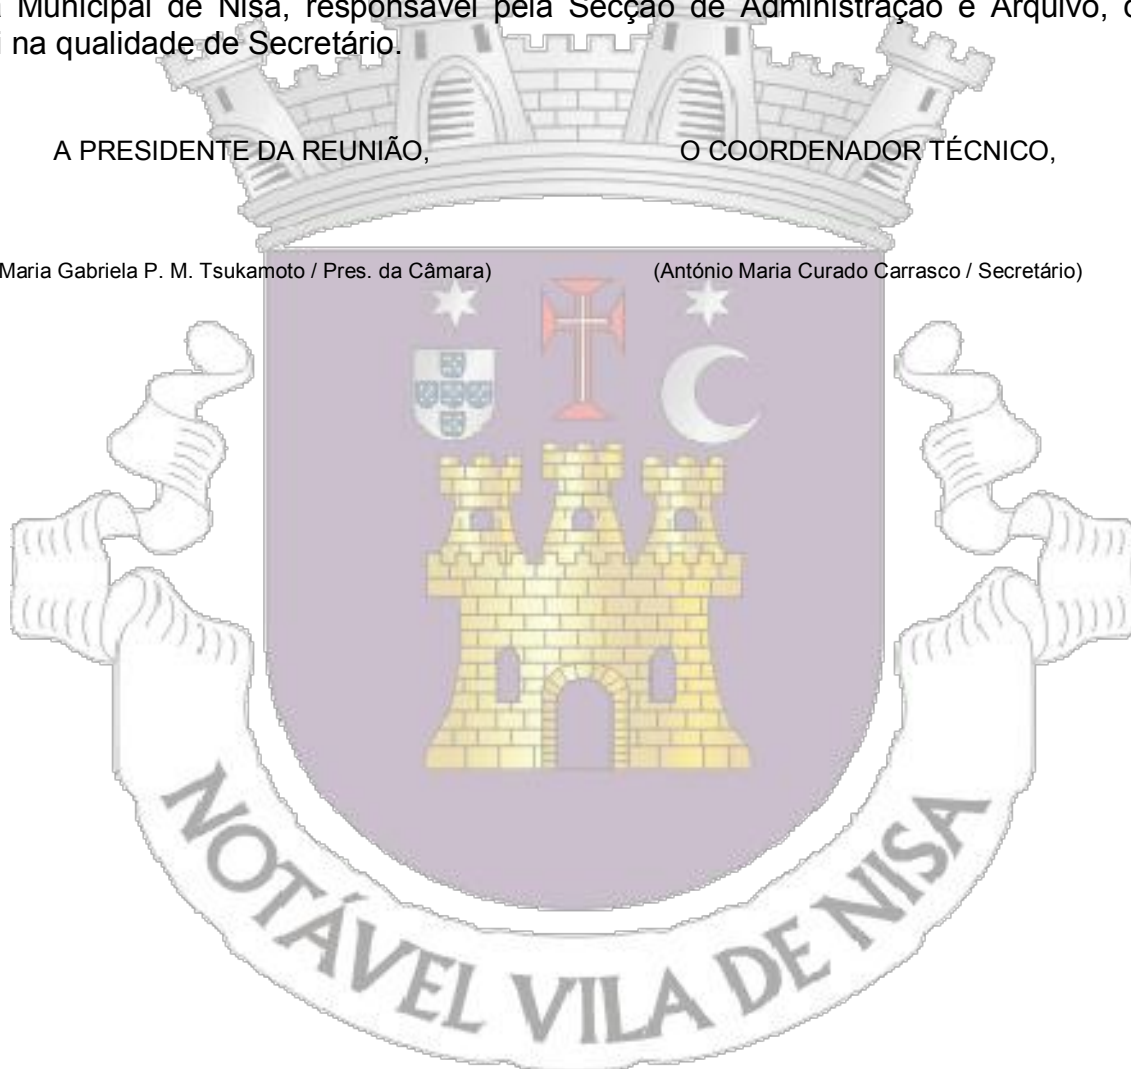 Municipal de Nisa, responsável pela Secção de Administração e Arquivo,
na qualidade de Secretário.
A PRESIDENTE DA REUNIÃO, O COORDENADOR TÉCNICO,
Maria Gabriela P. M. Tsukamoto / Pres. da Câmara) (António Maria Curado Carrasco / Secretário)
NOTÁVEL VILA DE NISA